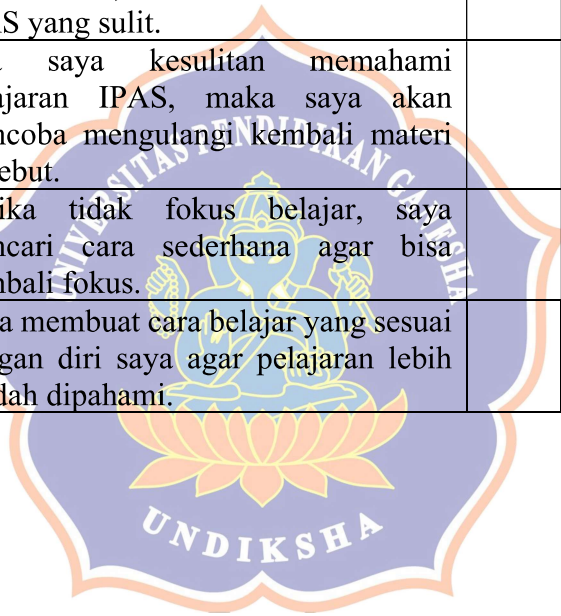 S yang sulit.
saya kesulitan memahami
ajaran IPAS, maka saya akan
ncoba mengulangi kembali materi
ebut.
ika tidak fokus belajar, saya
ncari cara sederhana agar bisa
mbali fokus.
a membuat cara belajar yang sesuai
gan diri saya agar pelajaran lebih
dah dipahami.
UNIVERSITAS PENDIDIKAN GANESHA
UNDIKSHA